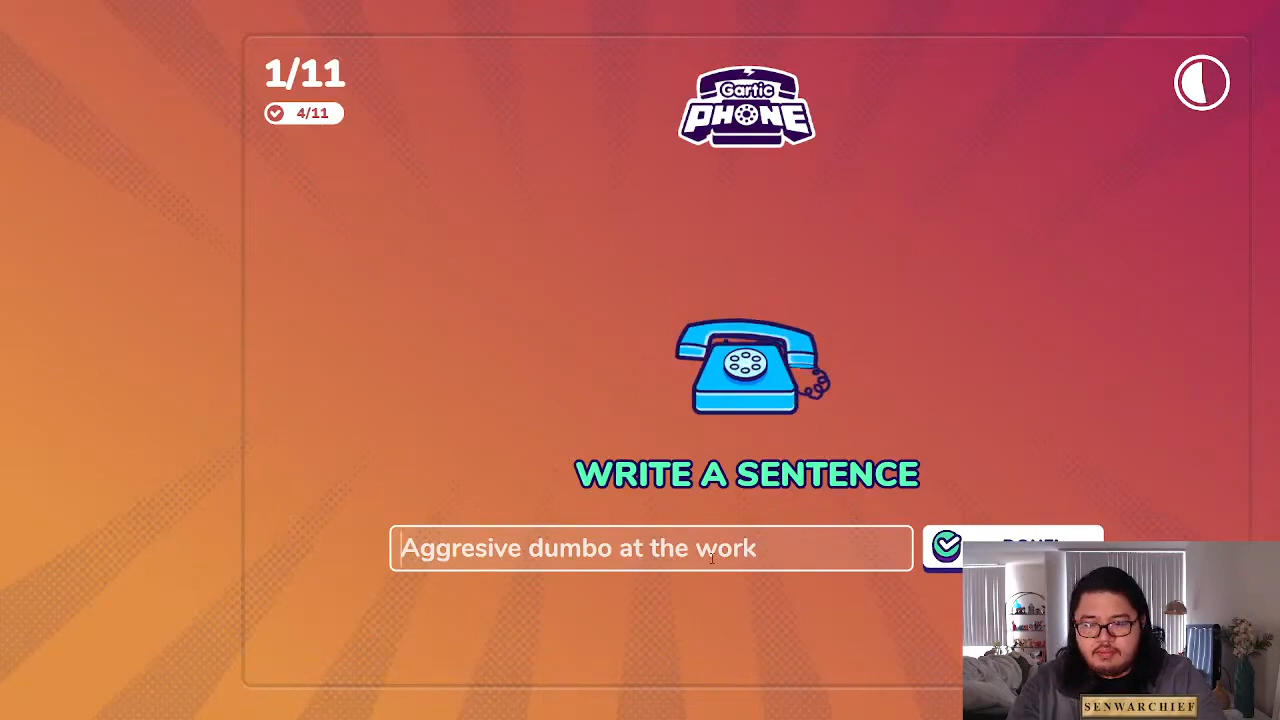 1/11
4/11
Gartic
PHONE
WRITE A SENTENCE
Aggresive dumbo at the work
SENWARCHIEF